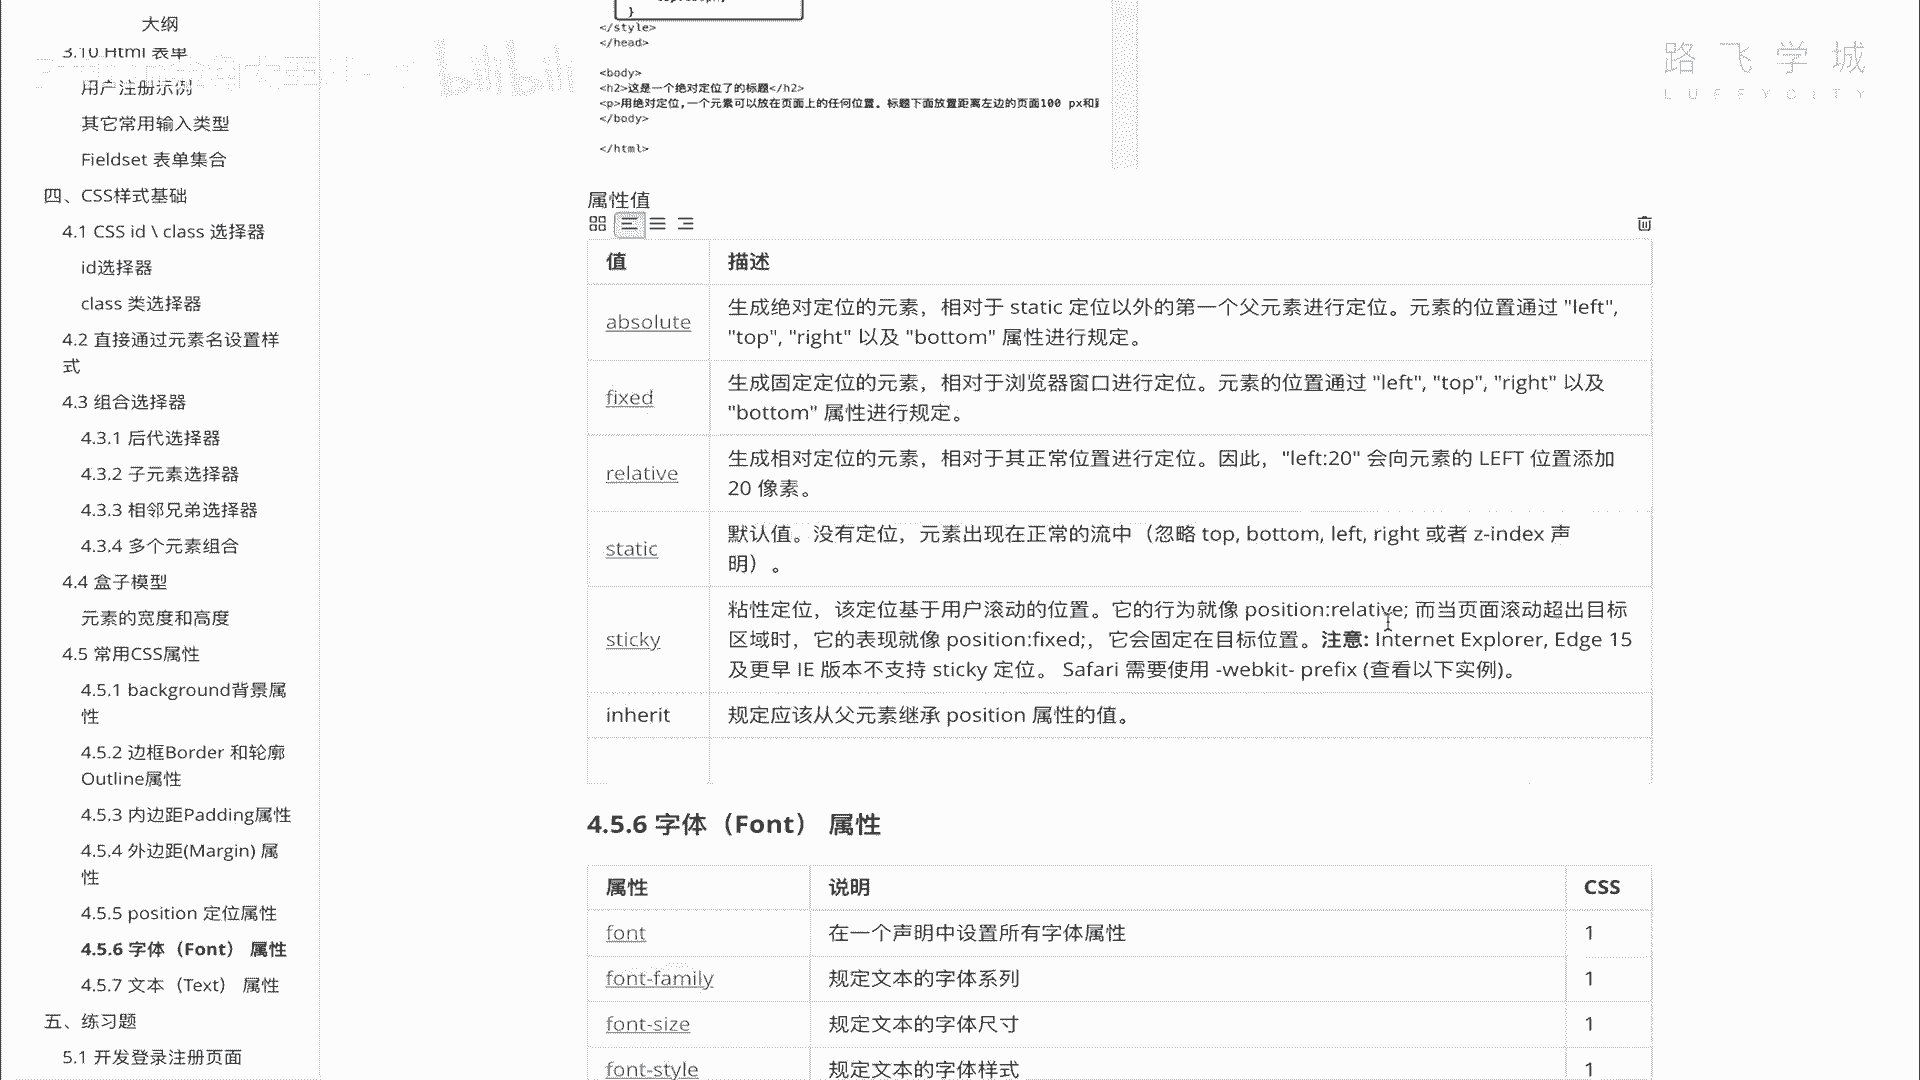 大纲
3.10 Html 表单
用户注册示例
其它常用输入类型
Fieldset 表单集合
四、CSS样式基础
4.1 CSS id \ class 选择器
id选择器
class 类选择器
4.2 直接通过元素名设置样
式
4.3 组合选择器
4.3.1 后代选择器
4.3.2 子元素选择器
4.3.3 相邻兄弟选择器
4.3.4 多个元素组合
4.4 盒子模型
元素的宽度和高度
4.5 常用CSS属性
4.5.1 background背景属
性
4.5.2 边框Border 和轮廓
Outline属性
4.5.3 内边距Padding属性
4.5.4 外边距(Margin) 属
性
4.5.5 position 定位属性
4.5.6 字体（Font） 属性
4.5.7 文本（Text） 属性
五、练习题
5.1 开发登录注册页面
}
</style>
</head>
<body>
<h2>这是一个绝对定位了的标题</h2>
<p>用绝对定位,一个元素可以放在页面上的任何位置。标题下面放置距离左边的页面100 px和
</body>
</html>
bilibili
路飞学城
LUFFYCITY
属性值
值 描述
absolute 生成绝对定位的元素，相对于 static 定位以外的第一个父元素进行定位。元素的位置通过 "left",
"top", "right" 以及 "bottom" 属性进行规定。
fixed 生成固定定位的元素，相对于浏览器窗口进行定位。元素的位置通过 "left", "top", "right" 以及
"bottom" 属性进行规定。
relative 生成相对定位的元素，相对于其正常位置进行定位。因此，"left:20" 会向元素的 LEFT 位置添加
20 像素。
static 默认值。没有定位，元素出现在正常的流中（忽略 top, bottom, left, right 或者 z-index 声
明）。
sticky 粘性定位，该定位基于用户滚动的位置。它的行为就像 position:relative; 而当页面滚动超出目标
区域时，它的表现就像 position:fixed;，它会固定在目标位置。注意: Internet Explorer, Edge 15
及更早 IE 版本不支持 sticky 定位。 Safari 需要使用 -webkit- prefix (查看以下实例)。
inherit 规定应该从父元素继承 position 属性的值。
4.5.6 字体（Font） 属性
属性 说明 CSS
font 在一个声明中设置所有字体属性 1
font-family 规定文本的字体系列 1
font-size 规定文本的字体尺寸 1
font-style 规定文本的字体样式 1